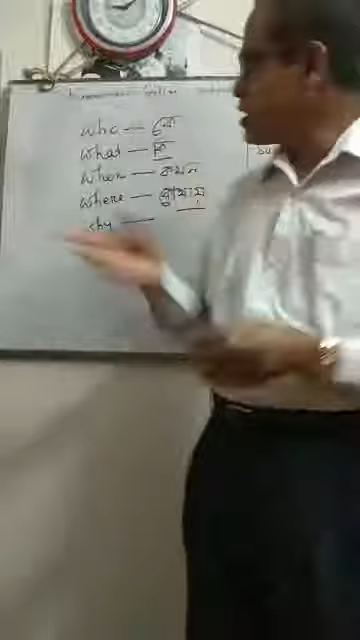 who — কে
what — কি
when — কখন
where — কোথায়
why —